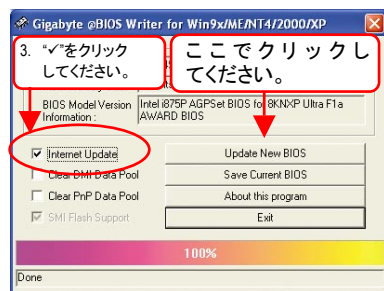 Gigabyte @BIOS Writer for Win9x/ME/NT4/2000/XP
3. "✓"をクリック
してください。
ここでクリックし
てください。
BIOS Model Version
Information :
Intel i875P AGPSet BIOS for 8KNXP Ultra F1a
AWARD BIOS
Internet Update
Update New BIOS
Clear DMI Data Pool
Save Current BIOS
Clear PnP Data Pool
About this program
SMI Flash Support
Exit
100%
Done